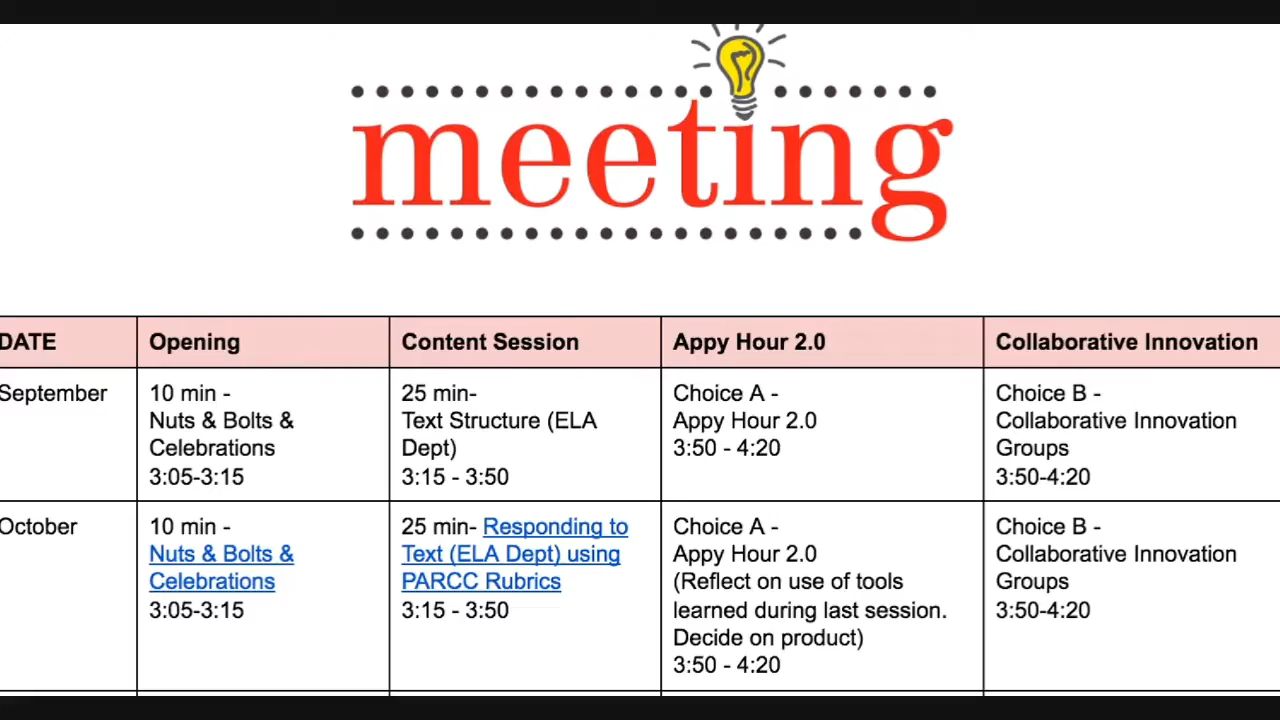 meeting
DATE
Opening
Content Session
Appy Hour 2.0
Collaborative Innovation
September
10 min -
Nuts & Bolts &
Celebrations
3:05-3:15
25 min-
Text Structure (ELA
Dept)
3:15 - 3:50
Choice A -
Appy Hour 2.0
3:50 - 4:20
Choice B -
Collaborative Innovation
Groups
3:50-4:20
October
10 min -
Nuts & Bolts &
Celebrations
3:05-3:15
25 min- Responding to
Text (ELA Dept) using
PARCC Rubrics
3:15 - 3:50
Choice A -
Appy Hour 2.0
(Reflect on use of tools
learned during last session.
Decide on product)
3:50 - 4:20
Choice B -
Collaborative Innovation
Groups
3:50-4:20